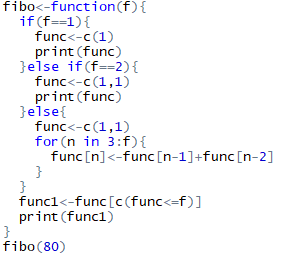 fibo<-function(f){
  if(f==1){
    func<-c(1)
    print(func)
  }else if(f==2){
    func<-c(1,1)
    print(func)
  }else{
    func<-c(1,1)
    for(n in 3:f){
      func[n]<-func[n-1]+func[n-2]
    }
  }
  func1<-func[c(func<=f)]
  print(func1)
}
fibo(80)